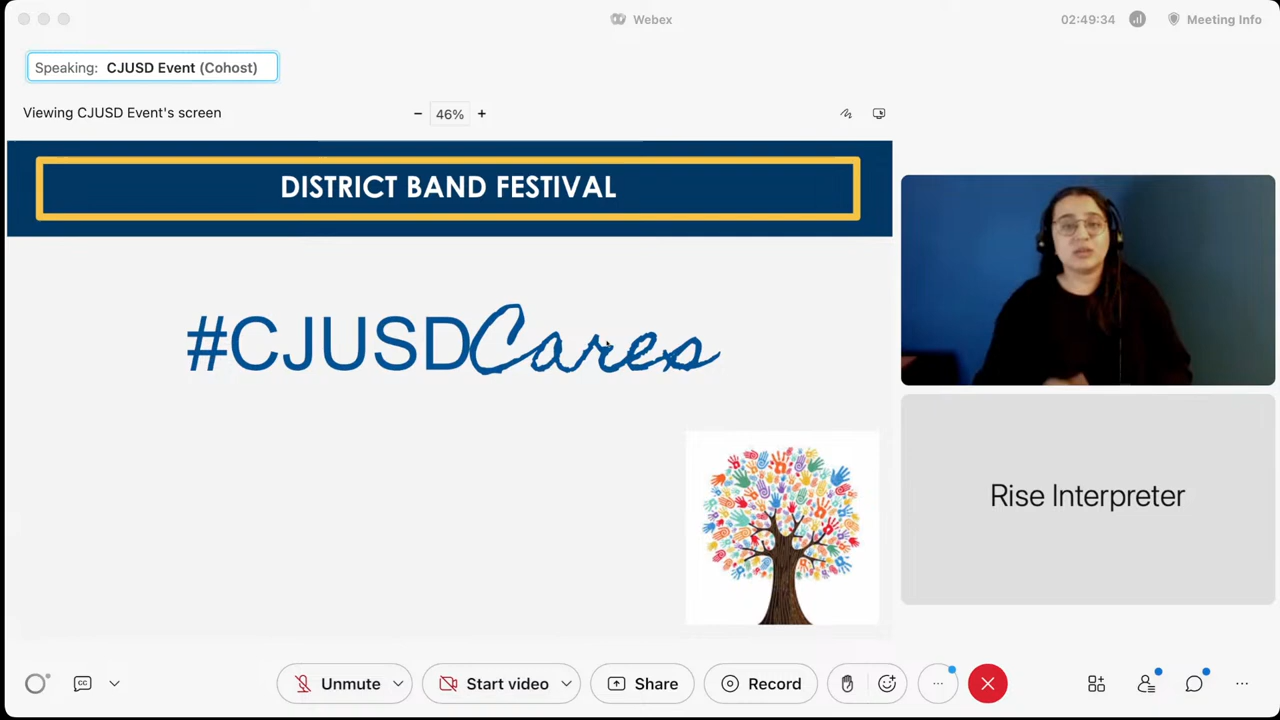 Webex
02:49:34
Meeting Info
Speaking: CJUSD Event (Cohost)
Viewing CJUSD Event's screen
− 46% +
DISTRICT BAND FESTIVAL
#CJUSDCares
Rise Interpreter
CC
Unmute
Start video
Share
Record